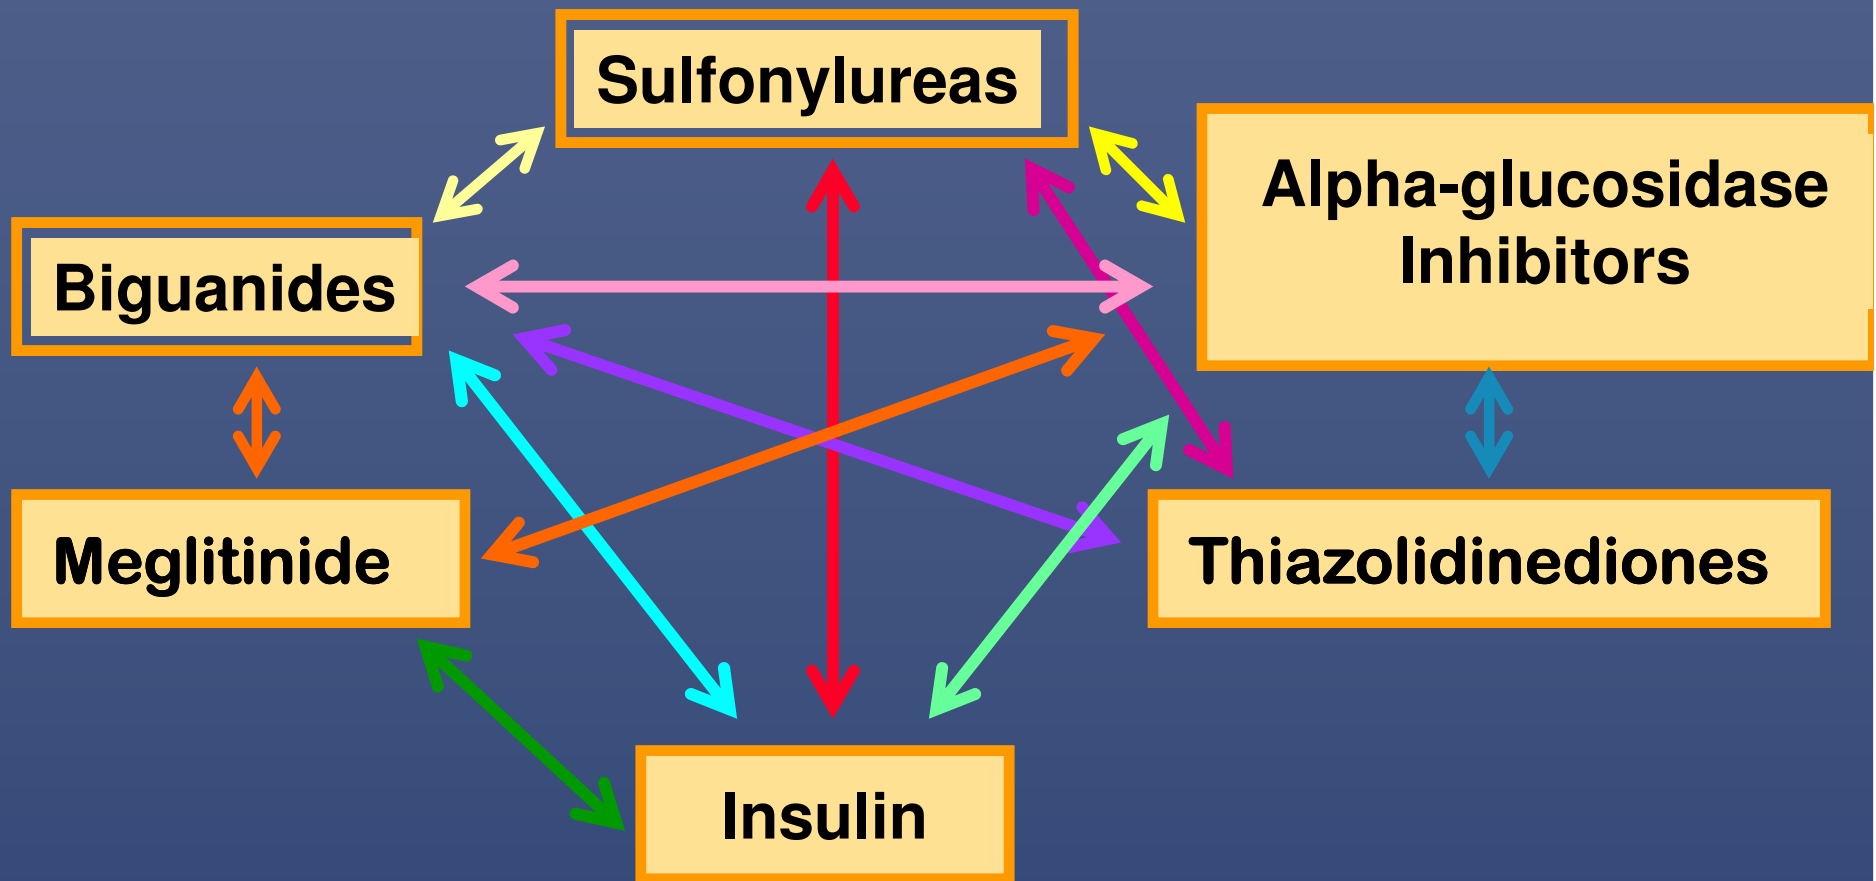 Sulfonylureas
Alpha-glucosidase
Inhibitors
Biguanides
Meglitinide
Thiazolidinediones
Insulin